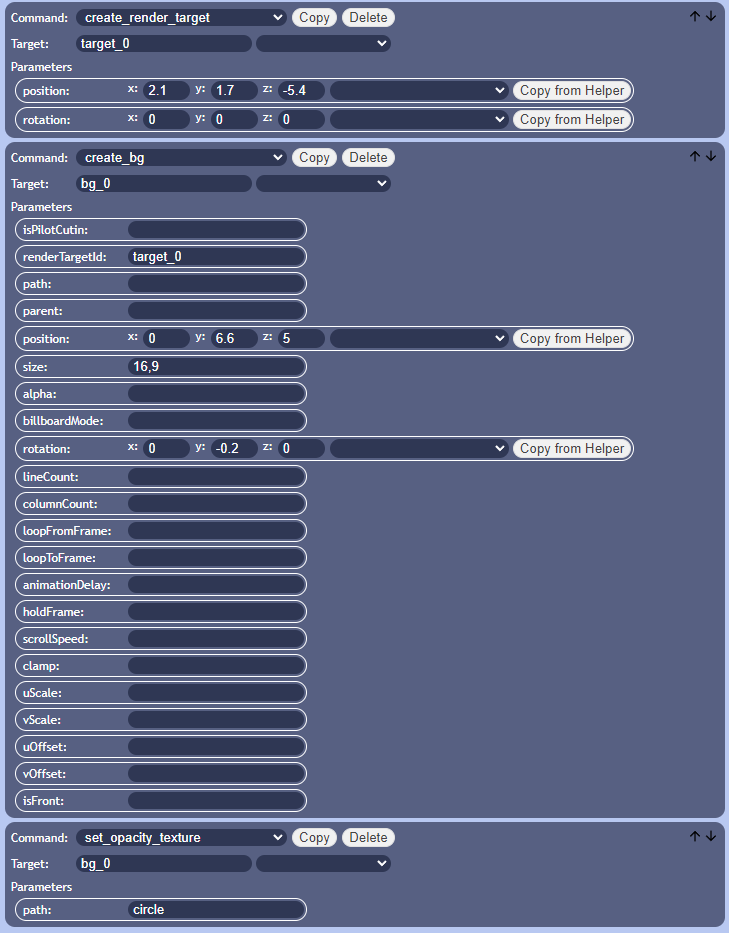 Command: create_render_target Copy Delete
Target: target_0
Parameters
position: x: 2.1 y: 1.7 z: -5.4 Copy from Helper
rotation: x: 0 y: 0 z: 0 Copy from Helper
Command: create_bg Copy Delete
Target: bg_0
Parameters
isPilotCutin:
renderTargetId: target_0
path:
parent:
position: x: 0 y: 6.6 z: 5 Copy from Helper
size: 16,9
alpha:
billboardMode:
rotation: x: 0 y: -0.2 z: 0 Copy from Helper
lineCount:
columnCount:
loopFromFrame:
loopToFrame:
animationDelay:
holdFrame:
scrollSpeed:
clamp:
uScale:
vScale:
uOffset:
vOffset:
isFront:
Command: set_opacity_texture Copy Delete
Target: bg_0
Parameters
path: circle